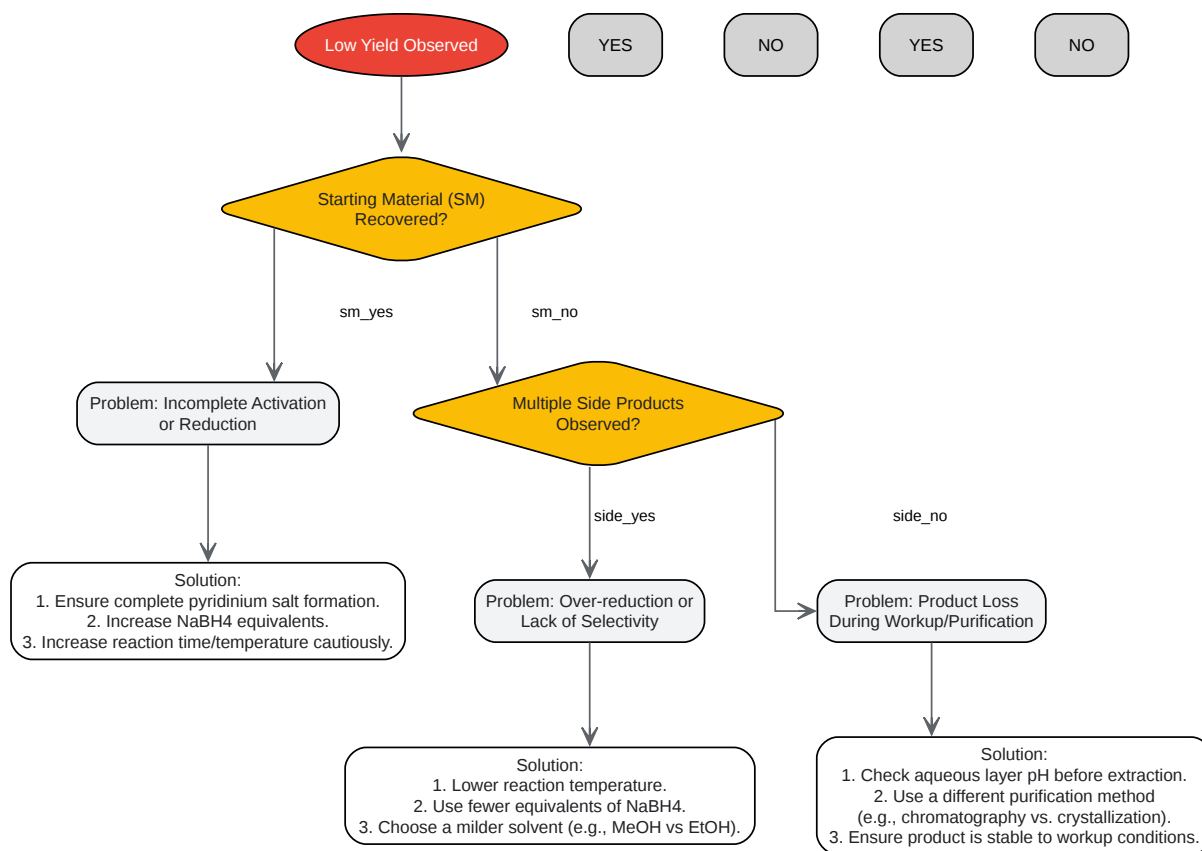 Low Yield Observed
YES
NO
YES
NO
Starting Material (SM)
Recovered?
sm_yes
sm_no
Problem: Incomplete Activation
or Reduction
Multiple Side Products
Observed?
side_yes
side_no
Solution:
1. Ensure complete pyridinium salt formation.
2. Increase NaBH4 equivalents.
3. Increase reaction time/temperature cautiously.
Problem: Over-reduction or
Lack of Selectivity
Problem: Product Loss
During Workup/Purification
Solution:
1. Lower reaction temperature.
2. Use fewer equivalents of NaBH4.
3. Choose a milder solvent (e.g., MeOH vs EtOH).
Solution:
1. Check aqueous layer pH before extraction.
2. Use a different purification method
(e.g., chromatography vs. crystallization).
3. Ensure product is stable to workup conditions.